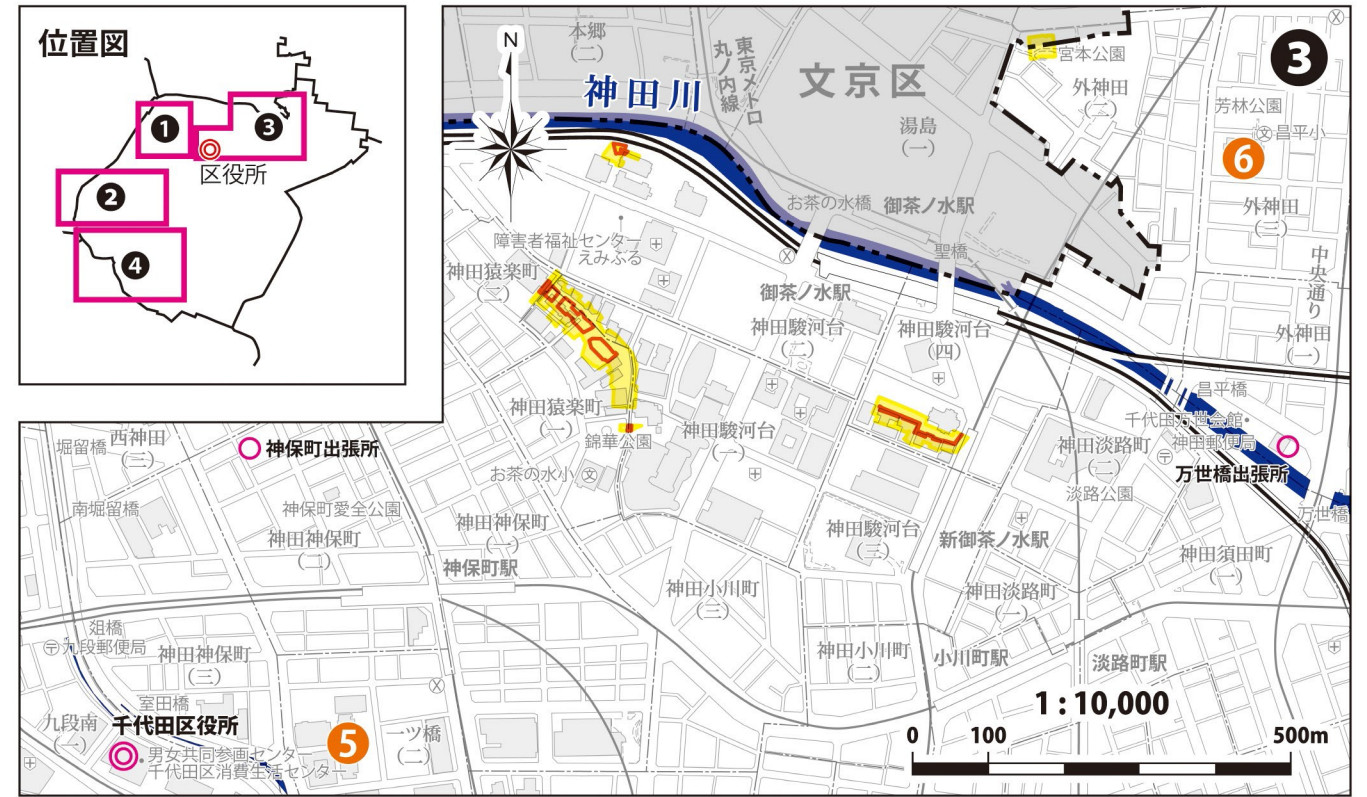 位置図
1
3
区役所
2
4
3
N
本郷
(二)
東京メトロ
丸ノ内線
神田川
文京区
湯島
(一)
宮本公園
外神田
(二)
芳林公園
文
昌平小
6
外神田
(三)
中央通り
外神田
(一)
お茶の水橋
御茶ノ水駅
聖橋
障害者福祉センター
えみふる
神田猿楽町
(二)
御茶ノ水駅
神田駿河台
(二)
神田駿河台
(四)
昌平橋
千代田万世会館
神田郵便局
万世橋出張所
万世橋
神田淡路町
(二)
淡路公園
神田猿楽町
(一)
錦華公園
お茶の水小
文
神田駿河台
(一)
神田駿河台
(三)
新御茶ノ水駅
神田須田町
(一)
堀留橋
西神田
(三)
神保町出張所
南堀留橋
神保町愛全公園
神田神保町
(二)
神田神保町
(一)
神保町駅
神田小川町
(三)
神田淡路町
(一)
俎橋
九段郵便局
神田神保町
(三)
神田小川町
(二)
小川町駅
淡路町駅
室田橋
九段南
(一)
千代田区役所
男女共同参画センター
千代田区消費生活センター
5
一ツ橋
(二)
1:10,000
0 100 500m